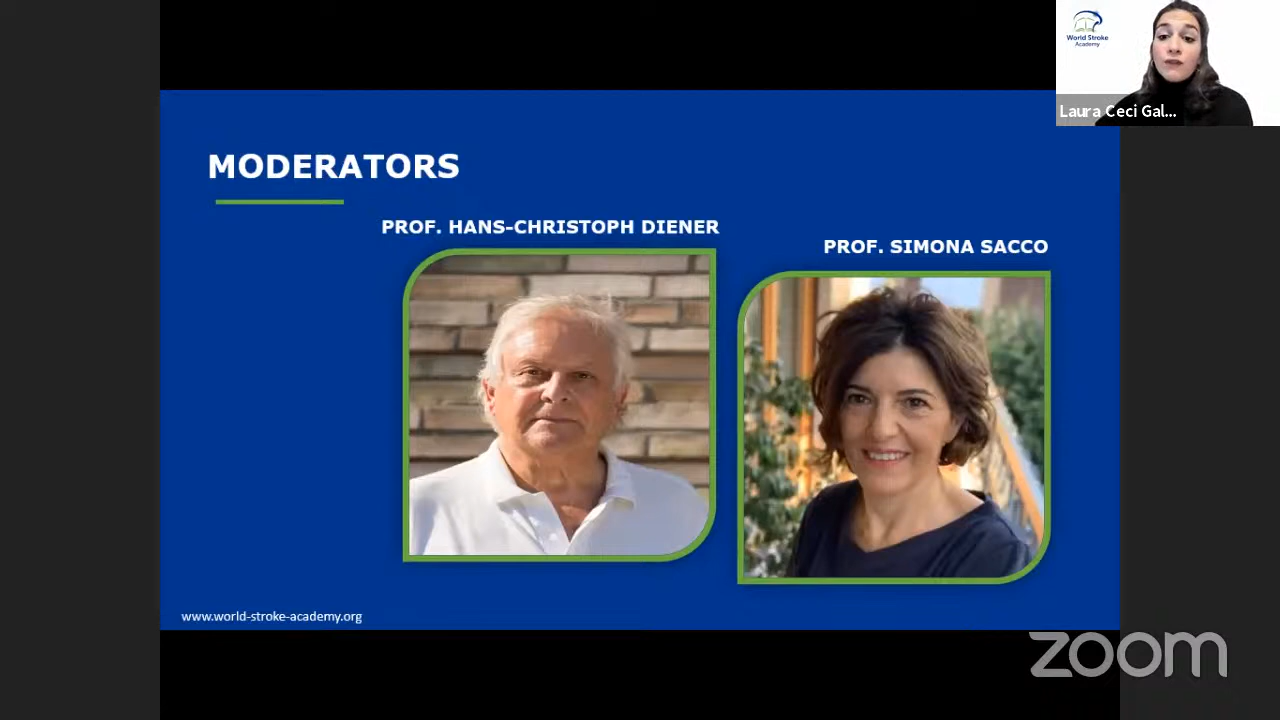 World Stroke
Academy
Laura Ceci Gal...
MODERATORS
PROF. HANS-CHRISTOPH DIENER
PROF. SIMONA SACCO
www.world-stroke-academy.org
zoom